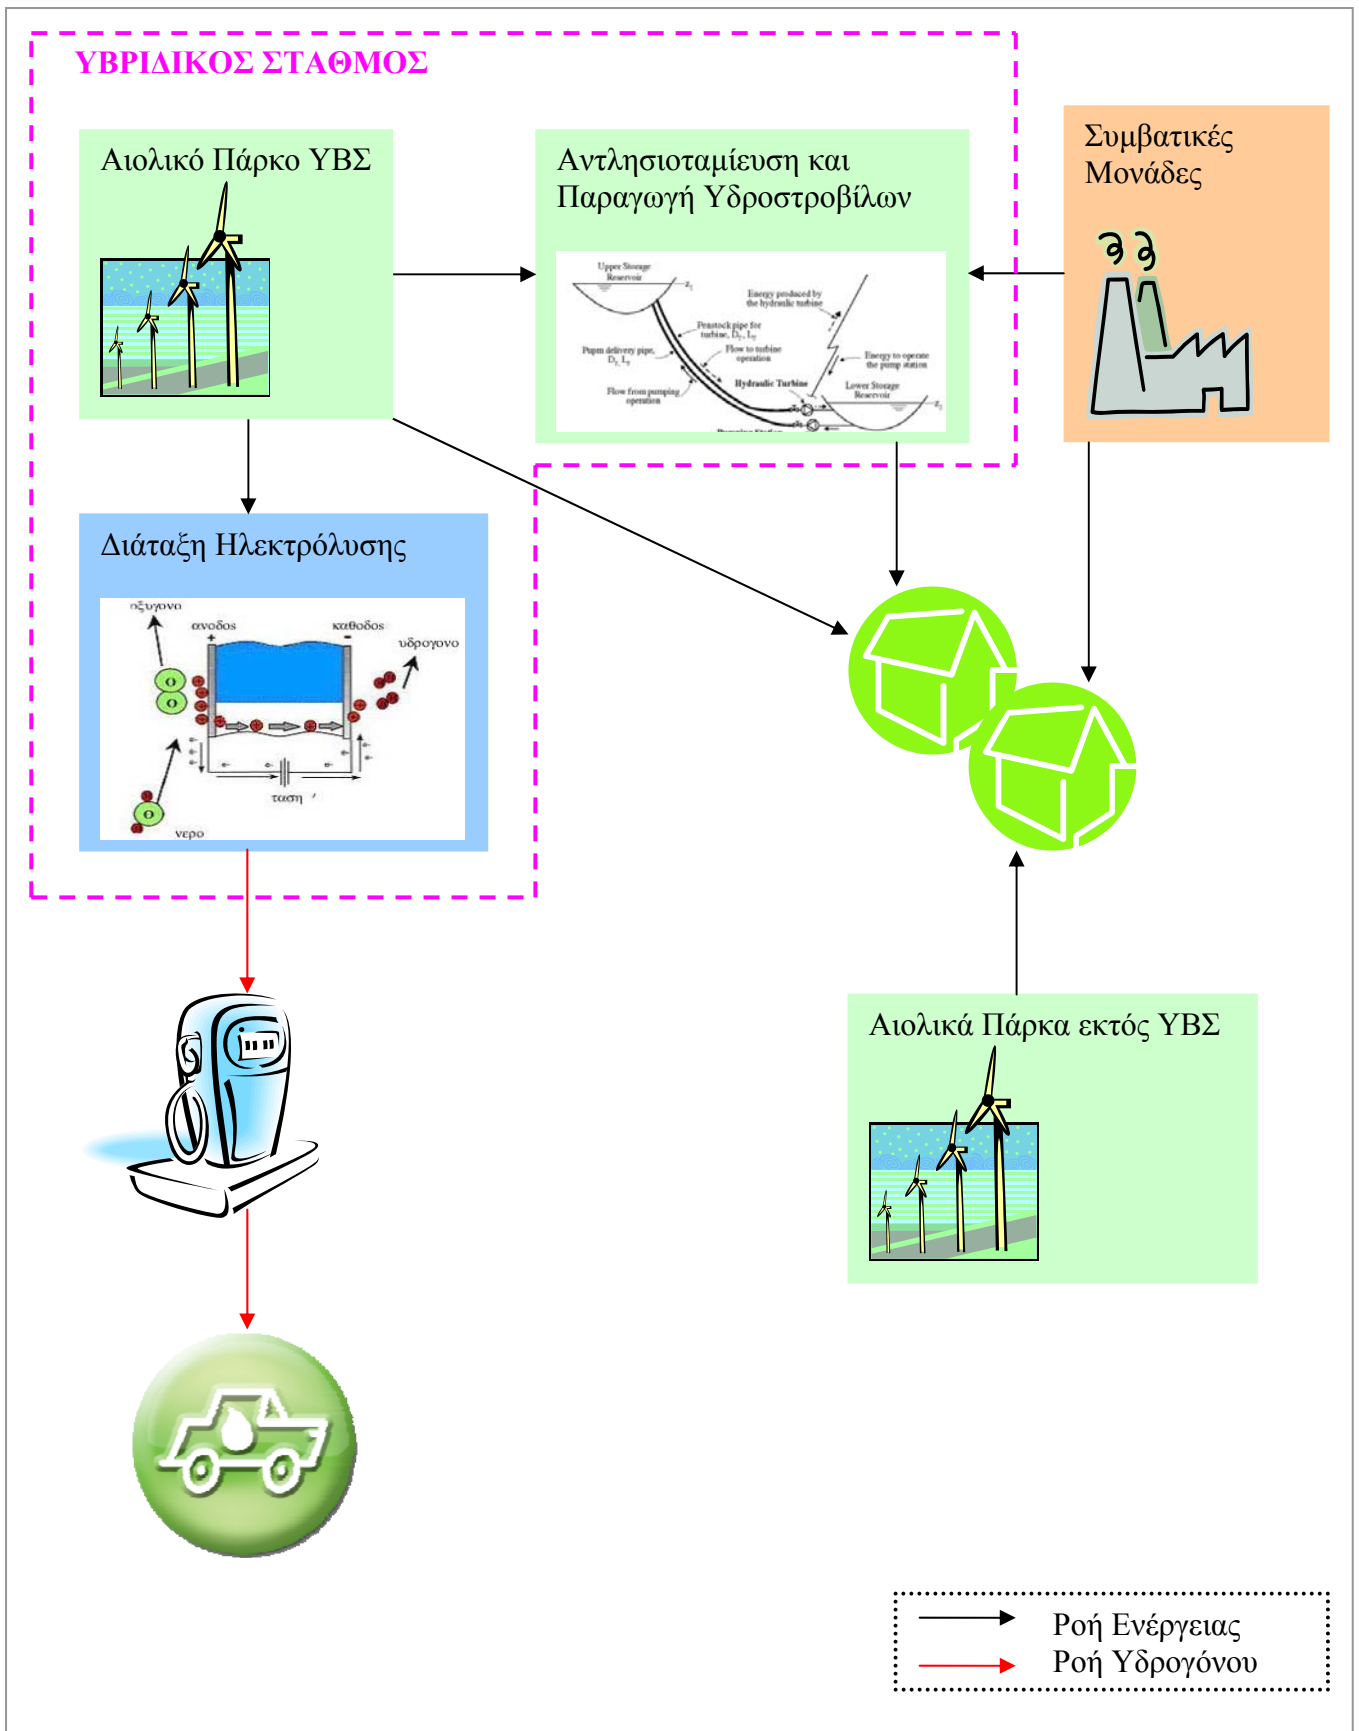 ΥΒΡΙΔΙΚΟΣ ΣΤΑΘΜΟΣ
Αιολικό Πάρκο ΥΒΣ
Αντλησιοταμίευση και
Παραγωγή Υδροστροβίλων
Συμβατικές
Μονάδες
Upper Storage
Reservoir
Energy produced by
the hydraulic turbine
Penstock pipe for
turbine, D
Pupm delivery pipe,
Flow to turbine
operation
Energy to operate
the pump station
Flow from pumping
operation
Hydraulic Turbine
Lower Storage
Reservoir
Διάταξη Ηλεκτρόλυσης
οξυγονο
ανοδος
+
καθοδος
-
υδρογονο
O
O
e-
e-
e-
e-
e-
e-
e-
ταση
O
νερο
Αιολικά Πάρκα εκτός ΥΒΣ
Ροή Ενέργειας
Ροή Υδρογόνου